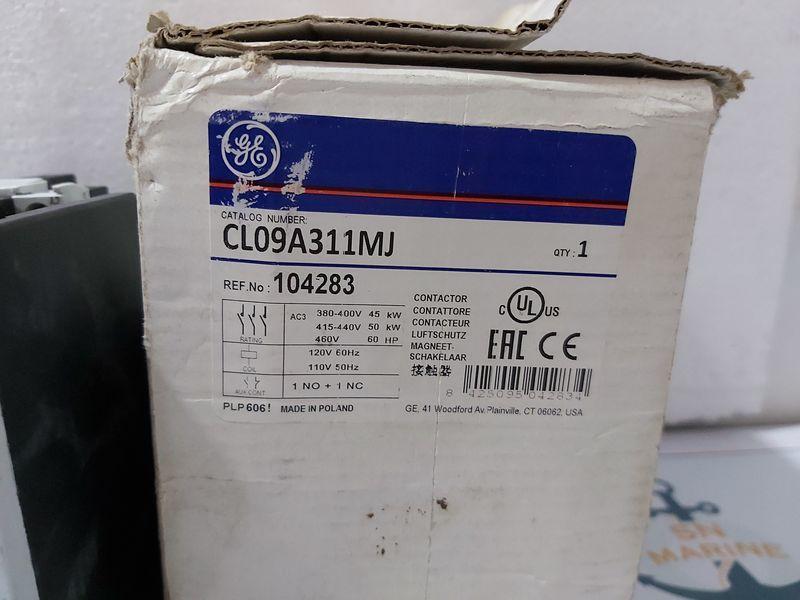 GE
CATALOG NUMBER:
CL09A311MJ
QTY : 1
REF.No : 104283
AC3 380-400V 45 kW
415-440V 50 kW
460V 60 HP
RATING
120V 60Hz
110V 50Hz
COIL
1 NO + 1 NC
AUX.CONT.
CONTACTOR
CONTATTORE
CONTACTEUR
LUFTSCHUTZ
MAGNEET-
SCHAKELAAR
接触器
C UL US
EAC CE
8 425095 042834
PLP606! MADE IN POLAND
GE, 41 Woodford Av.Plainville, CT 06062, USA
SN
MARINE